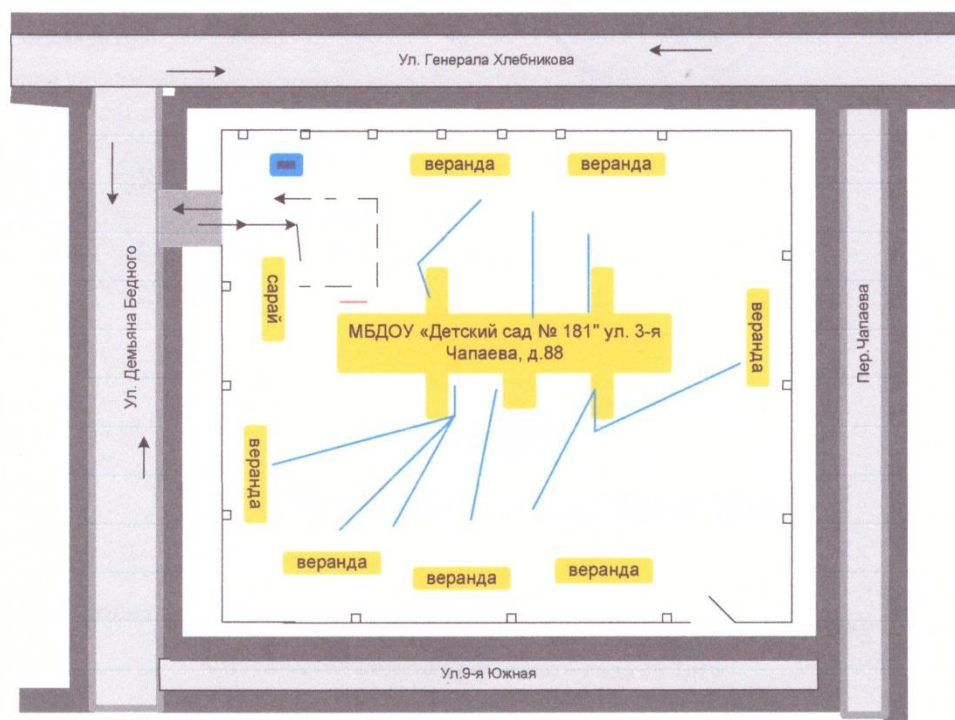 Ул. Генерала Хлебникова
веранда
веранда
Ул. Демьяна Бедного
сарай
МБДОУ «Детский сад № 181" ул. 3-я
Чапаева, д.88
веранда
Пер.Чапаева
веранда
веранда
веранда
веранда
Ул.9-я Южная